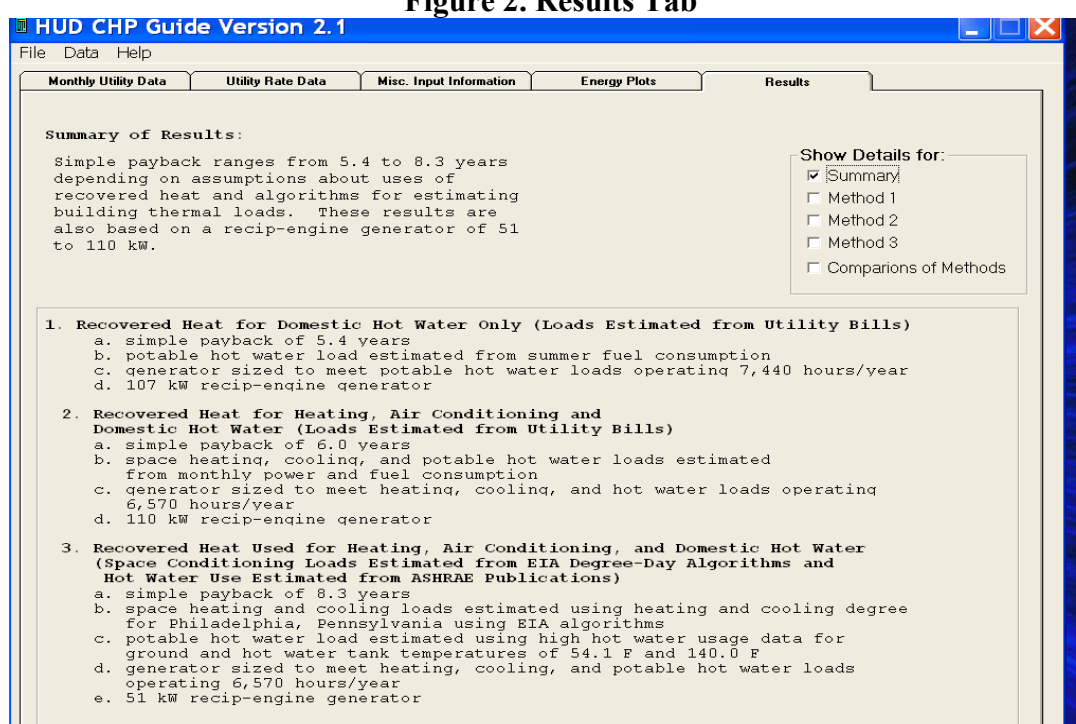 Figure 2. Results Tab
HUD CHP Guide Version 2.1
File Data Help
Monthly Utility Data Utility Rate Data Misc. Input Information Energy Plots Results
Summary of Results:
Simple payback ranges from 5.4 to 8.3 years
depending on assumptions about uses of
recovered heat and algorithms for estimating
building thermal loads. These results are
also based on a recip-engine generator of 51
to 110 kW.
Show Details for:
Summary
Method 1
Method 2
Method 3
Comparions of Methods
1. Recovered Heat for Domestic Hot Water Only (Loads Estimated from Utility Bills)
a. simple payback of 5.4 years
b. potable hot water load estimated from summer fuel consumption
c. generator sized to meet potable hot water loads operating 7,440 hours/year
d. 107 kW recip-engine generator
2. Recovered Heat for Heating, Air Conditioning and
Domestic Hot Water (Loads Estimated from Utility Bills)
a. simple payback of 6.0 years
b. space heating, cooling, and potable hot water loads estimated
from monthly power and fuel consumption
c. generator sized to meet heating, cooling, and hot water loads operating
6,570 hours/year
d. 110 kW recip-engine generator
3. Recovered Heat Used for Heating, Air Conditioning, and Domestic Hot Water
(Space Conditioning Loads Estimated from EIA Degree-Day Algorithms and
Hot Water Use Estimated from ASHRAE Publications)
a. simple payback of 8.3 years
b. space heating and cooling loads estimated using heating and cooling degree
for Philadelphia, Pennsylvania using EIA algorithms
c. potable hot water load estimated using high hot water usage data for
ground and hot water tank temperatures of 54.1 F and 140.0 F
d. generator sized to meet heating, cooling, and potable hot water loads
operating 6,570 hours/year
e. 51 kW recip-engine generator